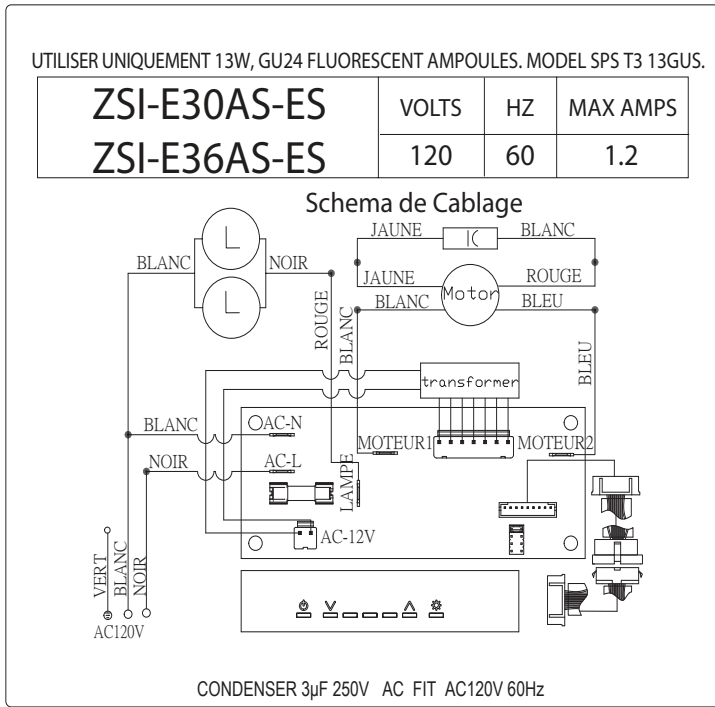 UTILISER UNIQUEMENT 13W, GU24 FLUORESCENT AMPOULES. MODEL SPS T3 13GUS.
ZSI-E30AS-ES
ZSI-E36AS-ES
VOLTS HZ MAX AMPS
120 60 1.2
Schema de Cablage
JAUNE BLANC
L
BLANC NOIR
JAUNE ROUGE
Motor
BLANC BLEU
L
ROUGE
BLANC
BLEU
transformer
BLANC AC-N
MOTEUR1 MOTEUR2
NOIR AC-L
LAMPE
AC-12V
VERT
BLANC
NOIR
AC120V
CONDENSER 3µF 250V AC FIT AC120V 60Hz